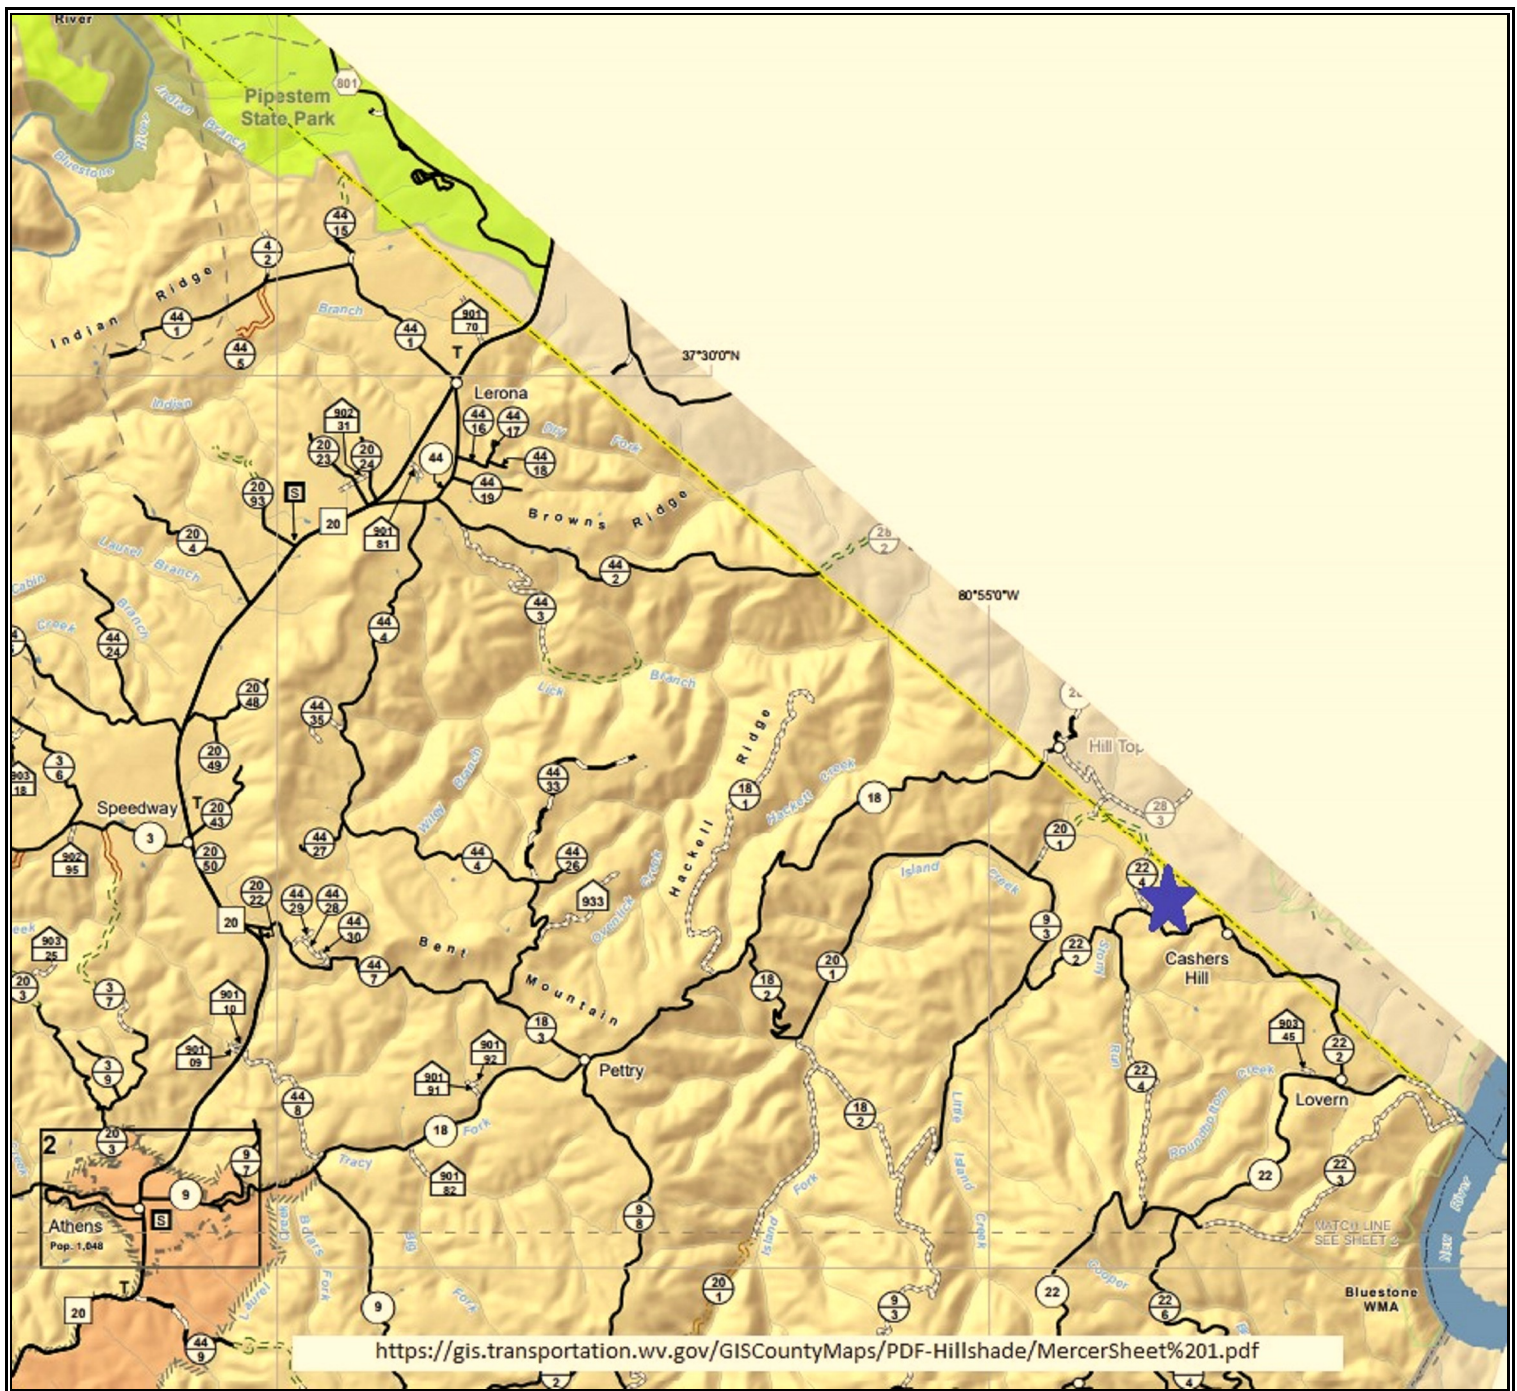 River
801
Pipestem
State Park
Indian
Branch
River
Bluestone
44
15
4
2
Indian Ridge
44
1
44
5
Branch
44
1
901
70
T
37°30'0"N
Lerona
Indian
902
31
44
16
44
17
Dry Fork
20
23
20
24
44
44
18
20
93
S
44
19
20
901
81
Browns Ridge
20
4
28
2
Laurel Branch
44
2
80°55'0"W
Cabin
Creek
Branch
44
3
44
4
44
24
Lick Branch
20
48
28
44
35
Hill Top
20
49
3
6
903
18
44
33
Wiley Branch
Hackell Ridge
18
1
Hackett creek
18
28
3
Speedway
T
20
43
3
20
1
902
95
20
50
44
27
44
4
44
26
Island creek
22
4
20
22
44
29
44
28
933
Ovenlick Creek
20
44
30
9
3
903
25
Bent Mountain
22
2
Stony Run
Cashers
Hill
44
7
20
1
18
2
20
3
3
7
901
10
18
3
903
45
901
09
901
92
22
2
3
9
901
91
Pettry
22
4
Creek
Lovern
44
8
Little Island Creek
18
2
Roundbottom
18
Fork
2
20
3
9
7
Tracy
901
82
Fork
22
22
3
New River
9
Athens
Pop. 1,048
S
Creek
Briars Fork
Big Fork
9
8
Island
MATCH LINE
SEE SHEET 2
T
20
Laurel
20
1
Cooper
22
Bluestone
WMA
9
9
3
22
6
44
9
https://gis.transportation.wv.gov/GISCountyMaps/PDF-Hillshade/MercerSheet%201.pdf
2
4